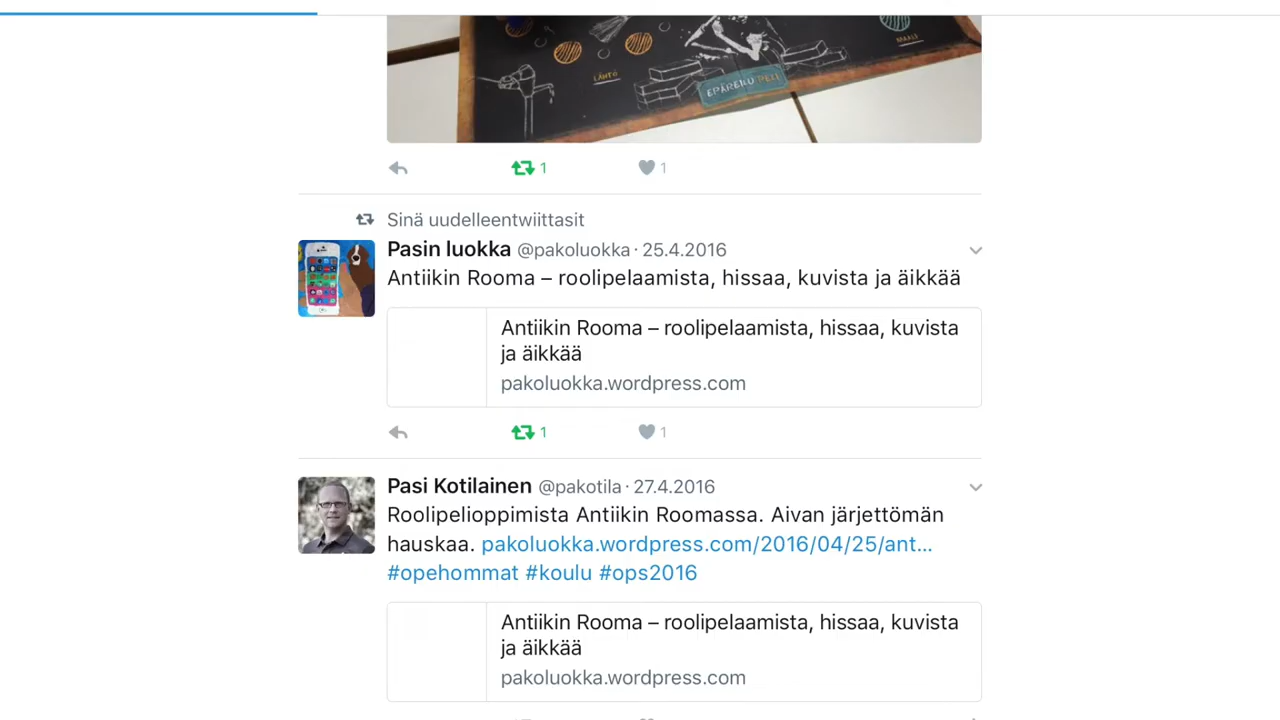 MAALI
LÄHTÖ
EPÄREHU PELI
1
1
Sinä uudelleentwiittasit
Pasin luokka @pakoluokka · 25.4.2016
Antiikin Rooma – roolipelaamista, hissaa, kuvista ja äikkää
Antiikin Rooma – roolipelaamista, hissaa, kuvista
ja äikkää
pakoluokka.wordpress.com
1
1
Pasi Kotilainen @pakotila · 27.4.2016
Roolipelioppimista Antiikin Roomassa. Aivan järjettömän
hauskaa. pakoluokka.wordpress.com/2016/04/25/ant...
#opehommat #koulu #ops2016
Antiikin Rooma – roolipelaamista, hissaa, kuvista
ja äikkää
pakoluokka.wordpress.com